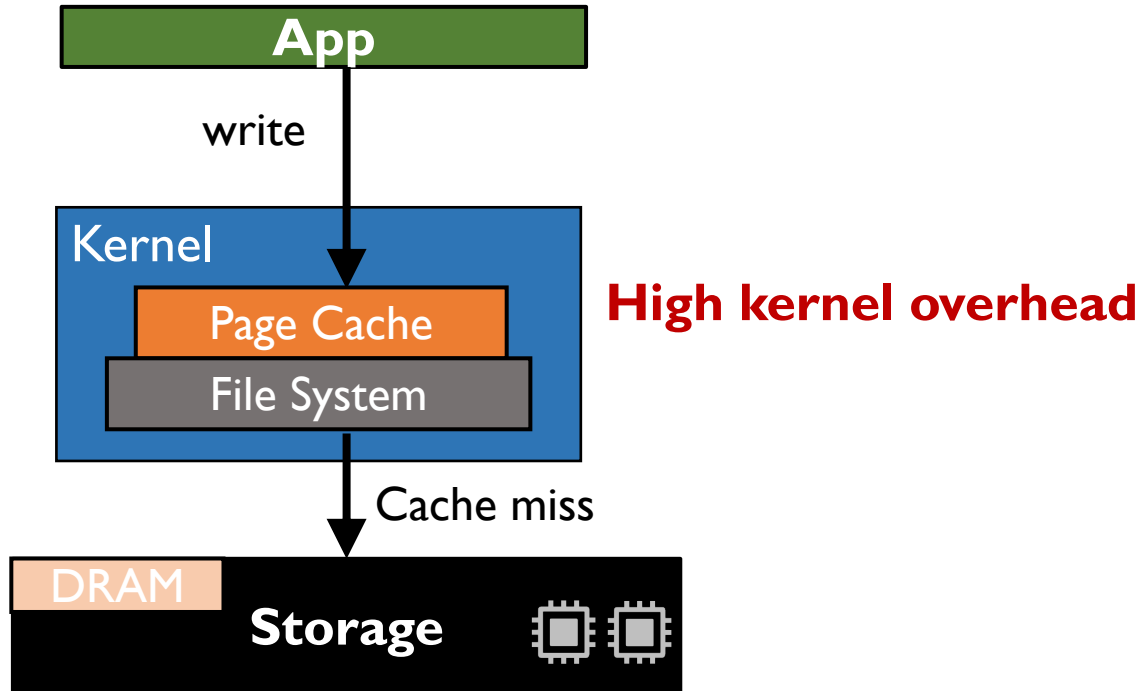 App
write
Kernel
Page Cache
High kernel overhead
File System
Cache miss
DRAM
Storage